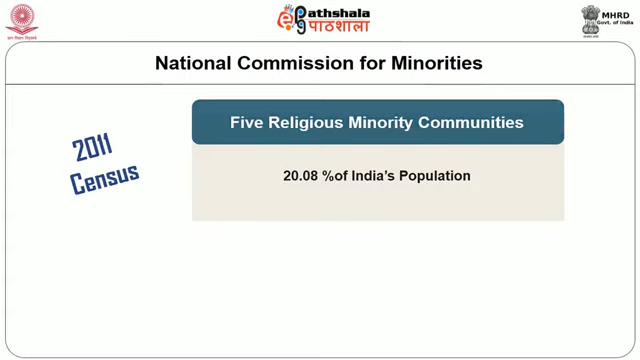 Pathshala
पाठशाला
MHRD
Govt. of India
National Commission for Minorities
2011
Census
Five Religious Minority Communities
20.08 %of India's Population